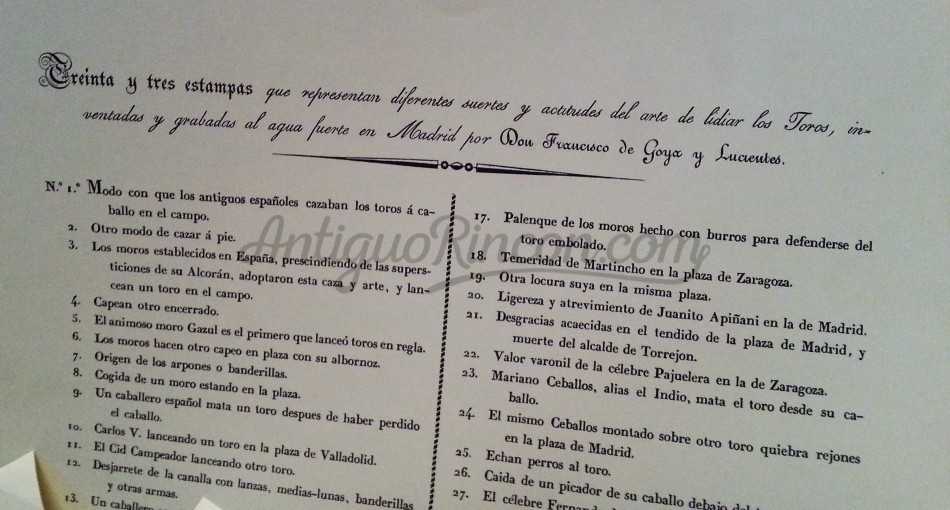 Treinta y tres estampas que representan diferentes suertes y actitudes del arte de lidiar los Toros, in-
ventadas y grabadas al agua fuerte en Madrid por Don Francisco de Goya y Lucientes.
N.º 1.º Modo con que los antiguos españoles cazaban los toros á ca-
ballo en el campo.
2. Otro modo de cazar á pie.
3. Los moros establecidos en España, prescindiendo de las supers-
ticiones de su Alcorán, adoptaron esta caza y arte, y lan-
cean un toro en el campo.
4. Capean otro encerrado.
5. El animoso moro Gazul es el primero que lanceó toros en regla.
6. Los moros hacen otro capeo en plaza con su albornoz.
7. Origen de los arpones o banderillas.
8. Cogida de un moro estando en la plaza.
9. Un caballero español mata un toro despues de haber perdido
el caballo.
10. Carlos V. lanceando un toro en la plaza de Valladolid.
11. El Cid Campeador lanceando otro toro.
12. Desjarrete de la canalla con lanzas, medias-lunas, banderillas
y otras armas.
13. Un caballero
17. Palenque de los moros hecho con burros para defenderse del
toro embolado.
18. Temeridad de Martincho en la plaza de Zaragoza.
19. Otra locura suya en la misma plaza.
20. Ligereza y atrevimiento de Juanito Apiñani en la de Madrid.
21. Desgracias acaecidas en el tendido de la plaza de Madrid, y
muerte del alcalde de Torrejon.
22. Valor varonil de la célebre Pajuelera en la de Zaragoza.
23. Mariano Ceballos, alias el Indio, mata el toro desde su ca-
ballo.
24. El mismo Ceballos montado sobre otro toro quiebra rejones
en la plaza de Madrid.
25. Echan perros al toro.
26. Caida de un picador de su caballo debajo del
27. El célebre
AntiguoRincon.com